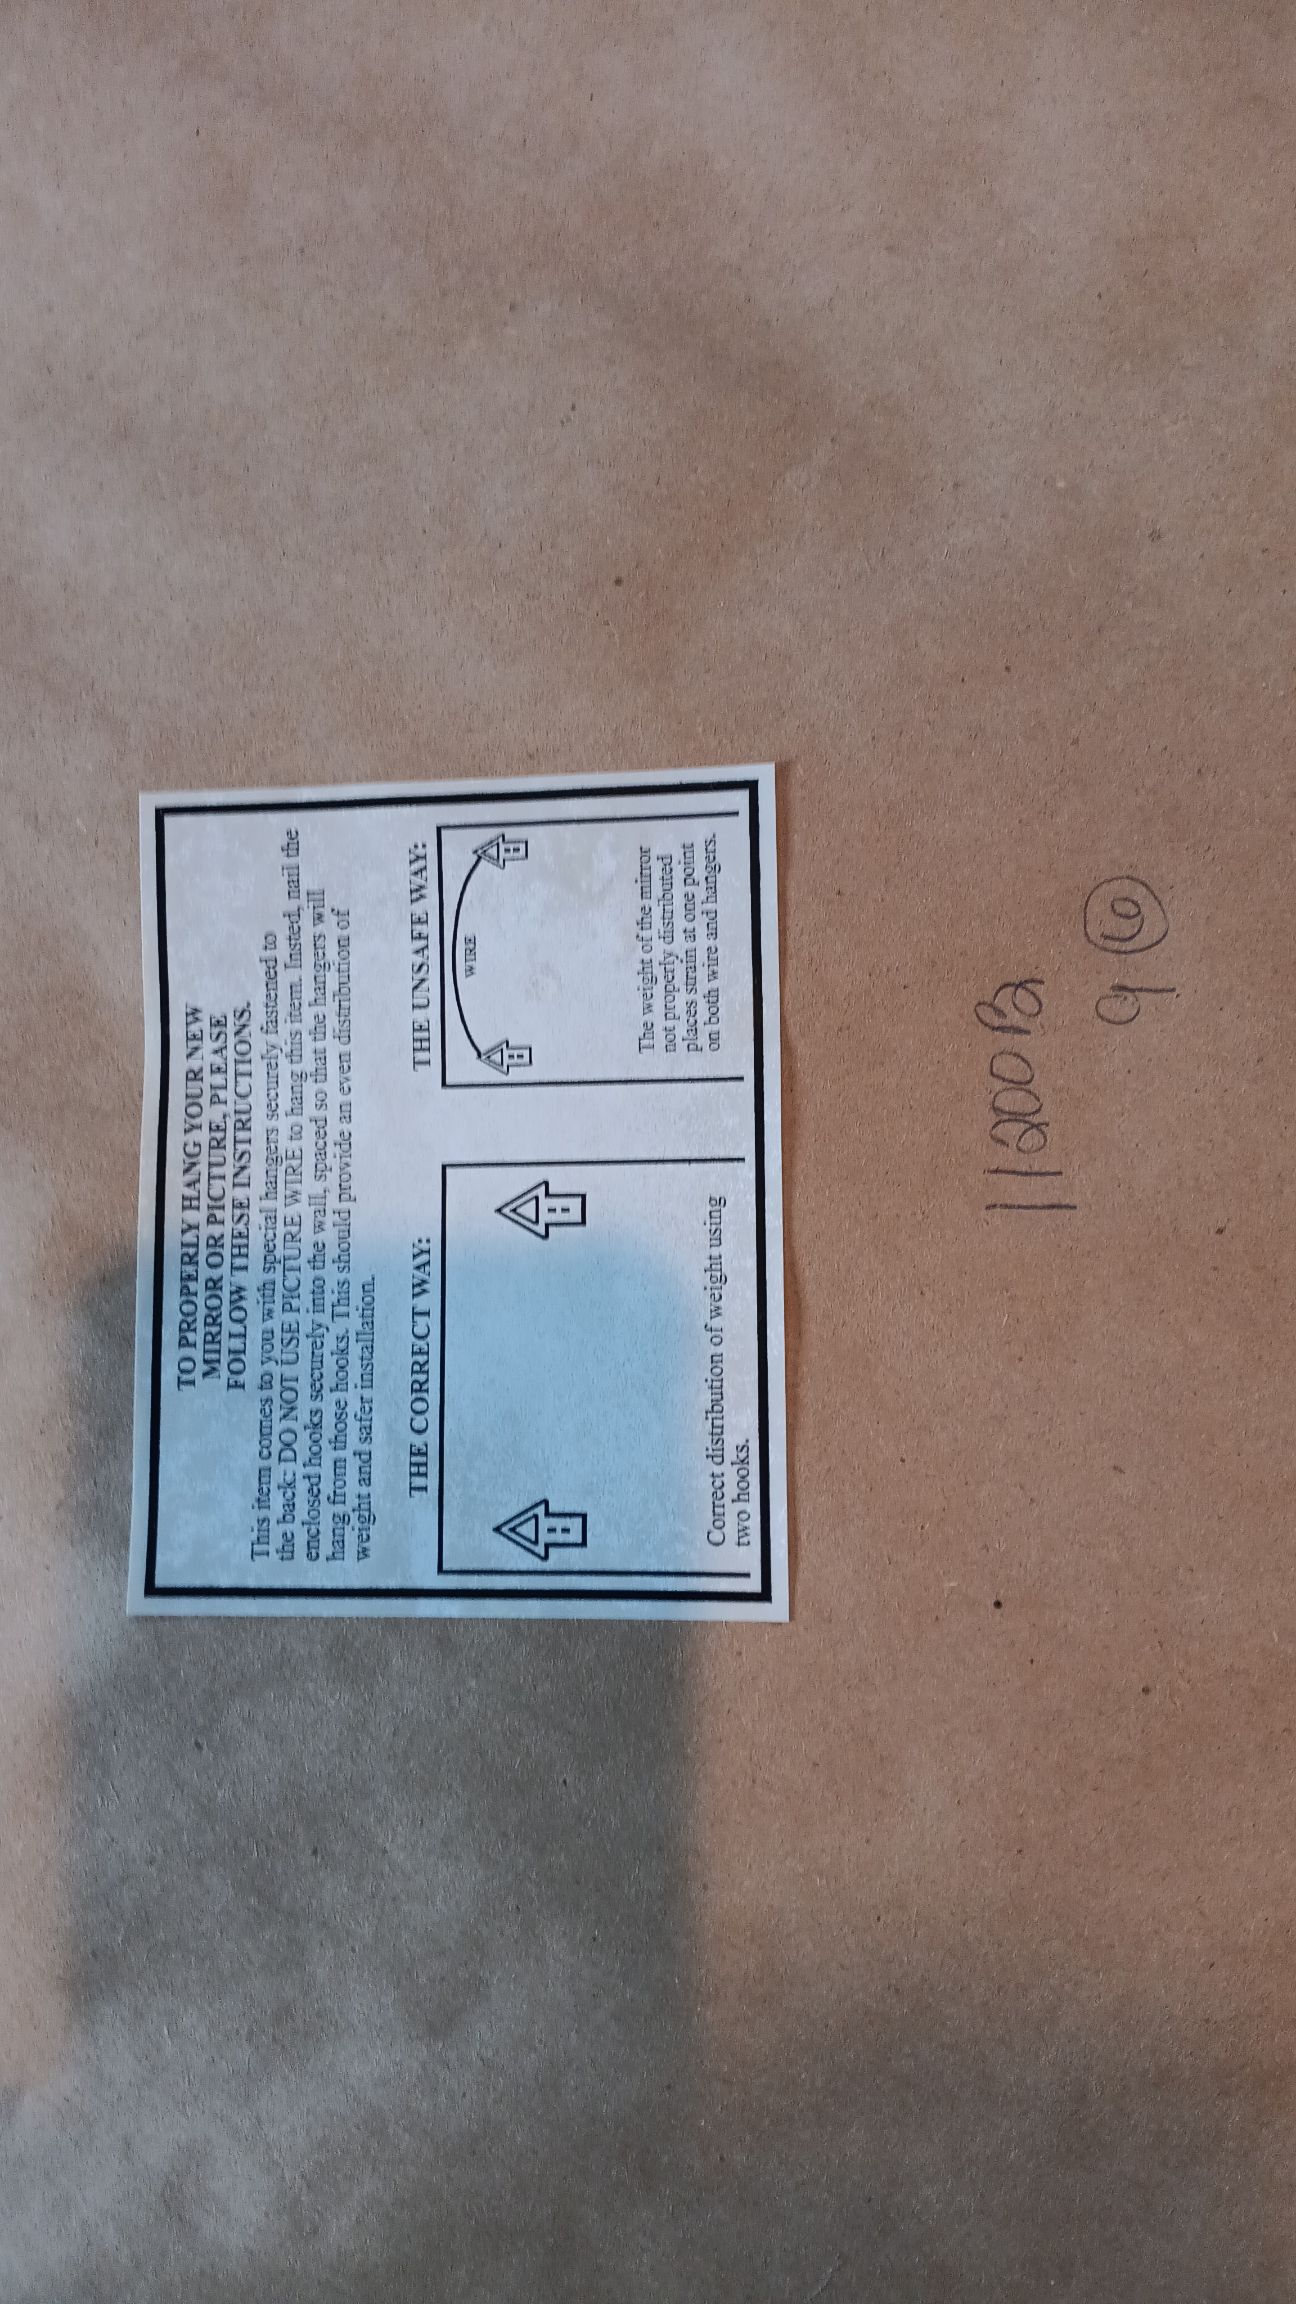 TO PROPERLY HANG YOUR NEW
MIRROR OR PICTURE, PLEASE
FOLLOW THESE INSTRUCTIONS.
This item comes to you with special hangers securely fastened to
the back: DO NOT USE PICTURE WIRE to hang this item. Insted, nail the
enclosed hooks securely into the wall, spaced so that the hangers will
hang from those hooks. This should provide an even distribution of
weight and safer installation.
THE CORRECT WAY:
Correct distribution of weight using
two hooks.
THE UNSAFE WAY:
WIRE
The weight of the mirror
not properly distributed
places strain at one point
on both wire and hangers.
11200 B